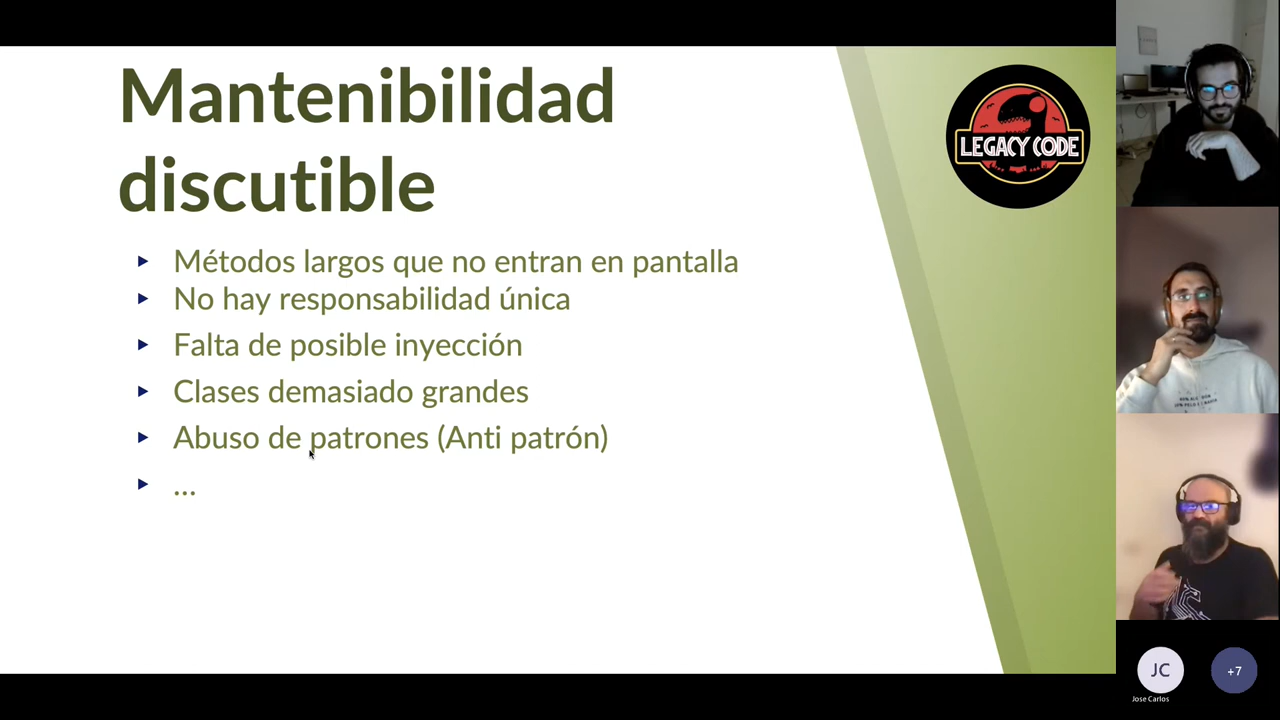 Mantenibilidad
discutible
Métodos largos que no entran en pantalla
No hay responsabilidad única
Falta de posible inyección
Clases demasiado grandes
Abuso de patrones (Anti patrón)
...
LEGACY CODE
JC
+7
Jose Carlos